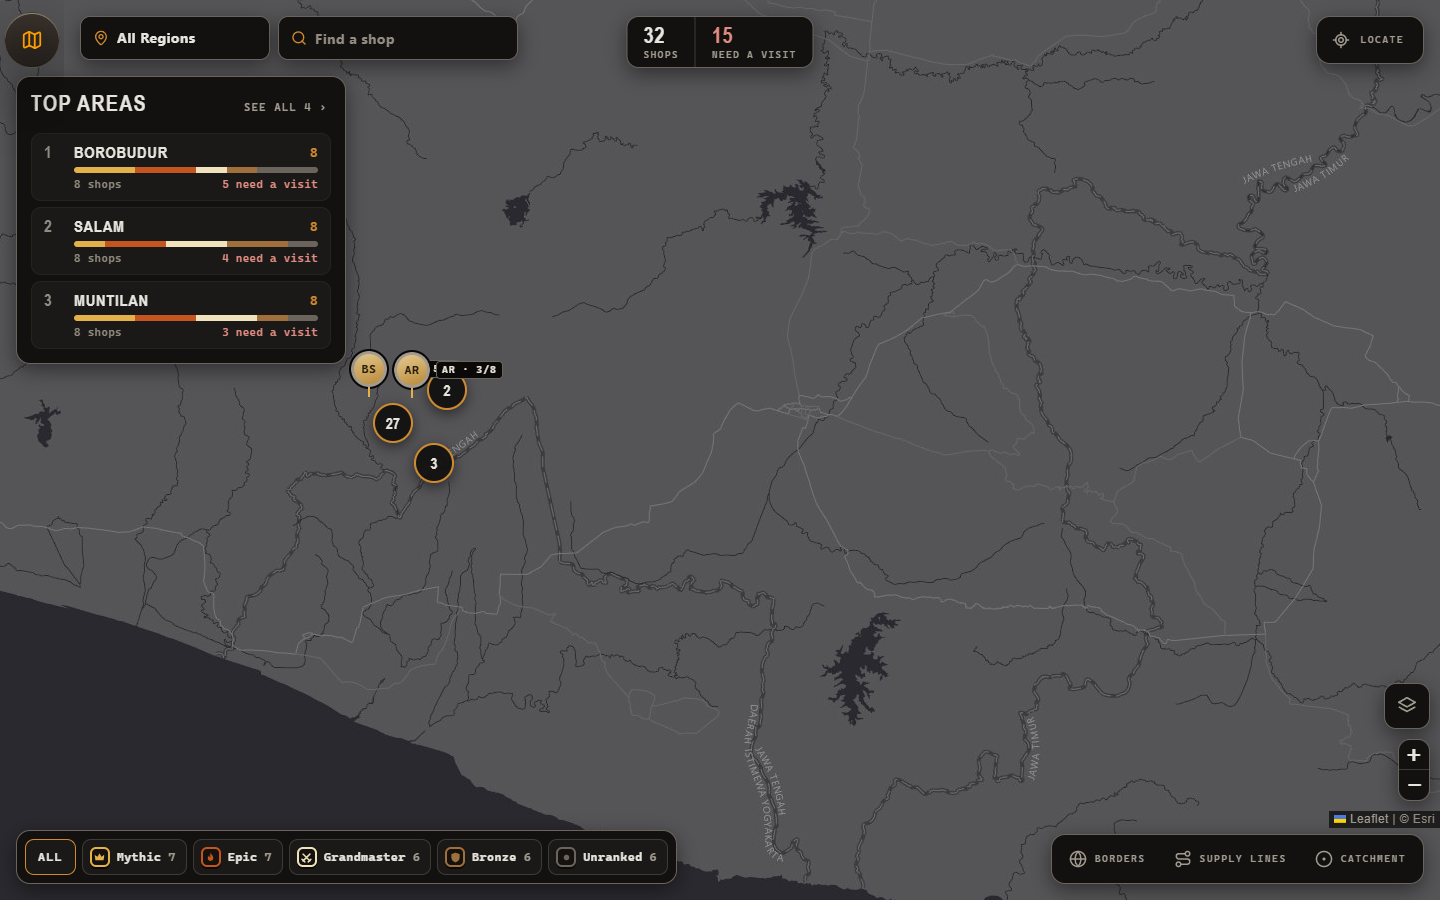 All Regions
Find a shop
32
SHOPS
15
NEED A VISIT
LOCATE
TOP AREAS
SEE ALL 4 ›
1 BOROBUDUR 8
8 shops 5 need a visit
2 SALAM 8
8 shops 4 need a visit
3 MUNTILAN 8
8 shops 3 need a visit
JAWA TENGAH
JAWA TIMUR
BS
AR
AR · 3/8
2
27
3
ENGAH
DAERAH ISTIMEWA YOGYAKARTA
JAWA TENGAH
JAWA TIMUR
+
−
Leaflet | © Esri
ALL
Mythic 7
Epic 7
Grandmaster 6
Bronze 6
Unranked 6
BORDERS
SUPPLY LINES
CATCHMENT